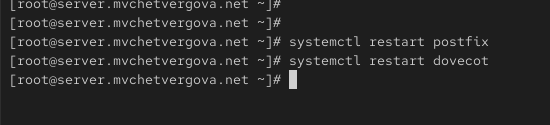 [root@server.mvchetvergova.net ~]#
[root@server.mvchetvergova.net ~]#
[root@server.mvchetvergova.net ~]# systemctl restart postfix
[root@server.mvchetvergova.net ~]# systemctl restart dovecot
[root@server.mvchetvergova.net ~]#